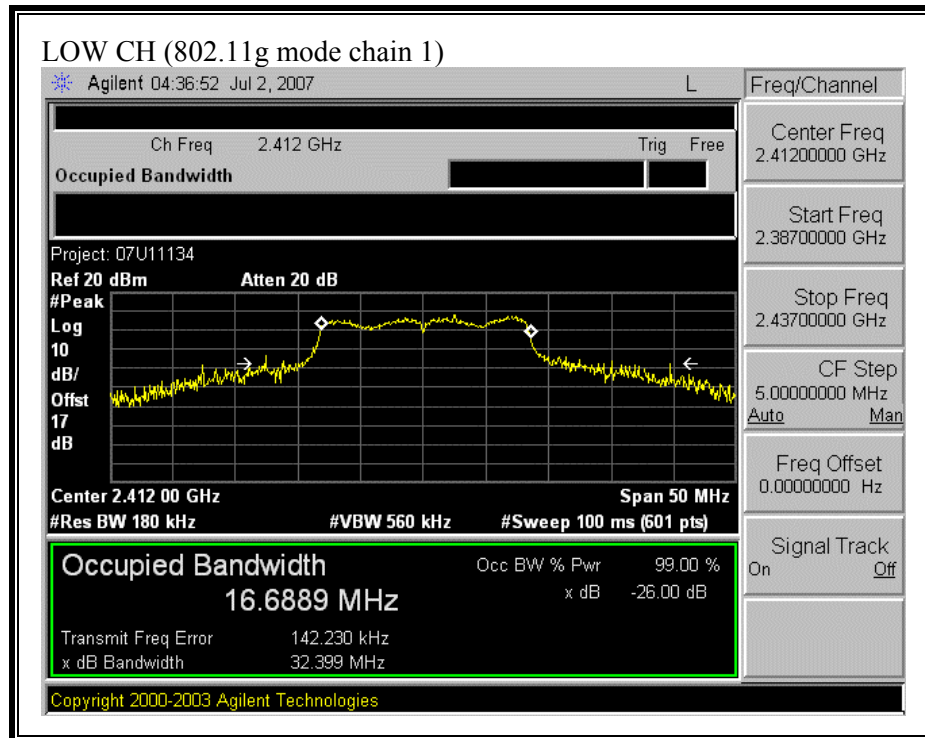 LOW CH (802.11g mode chain 1)
Agilent 04:36:52 Jul 2, 2007 L
Freq/Channel
Ch Freq 2.412 GHz Trig Free
Occupied Bandwidth
Center Freq
2.41200000 GHz
Start Freq
2.38700000 GHz
Stop Freq
2.43700000 GHz
CF Step
5.00000000 MHz
Auto Man
Freq Offset
0.00000000 Hz
Signal Track
On Off
Project: 07U11134
Ref 20 dBm Atten 20 dB
#Peak
Log
10
dB/
Offst
17
dB
Center 2.412 00 GHz Span 50 MHz
#Res BW 180 kHz #VBW 560 kHz #Sweep 100 ms (601 pts)
Occupied Bandwidth
16.6889 MHz
Occ BW % Pwr 99.00 %
x dB -26.00 dB
Transmit Freq Error 142.230 kHz
x dB Bandwidth 32.399 MHz
Copyright 2000-2003 Agilent Technologies